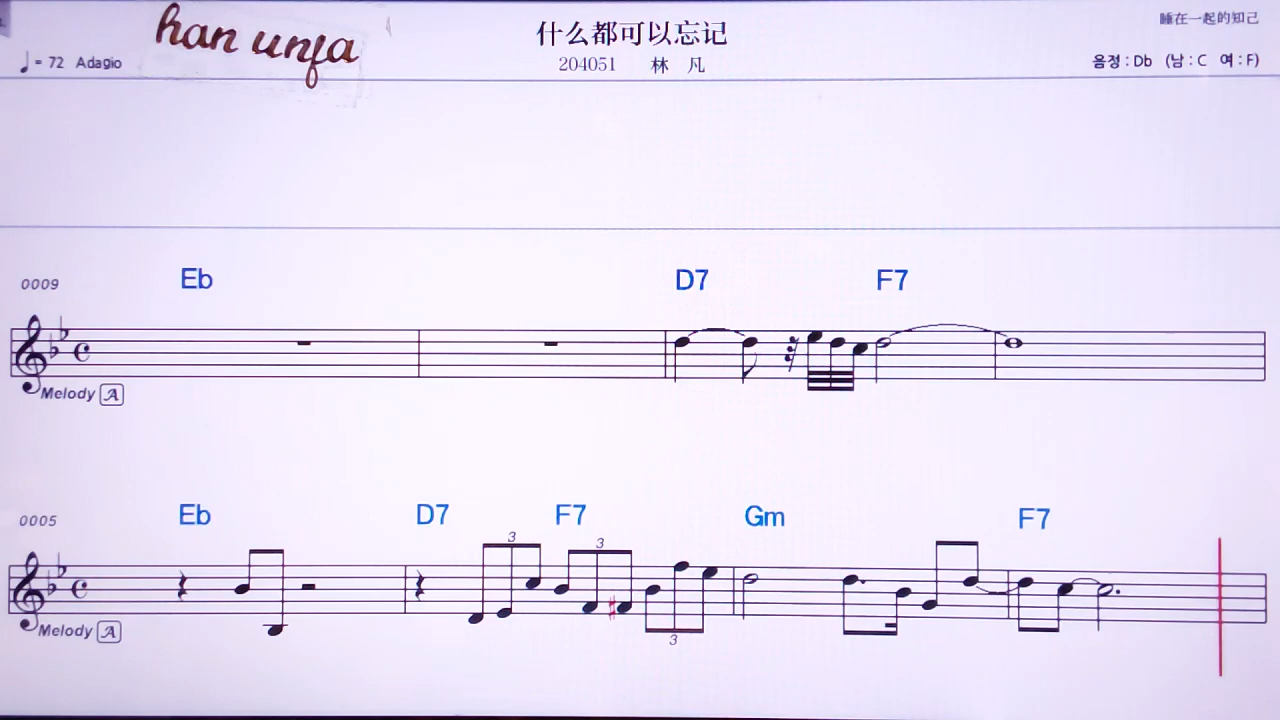 han unfa
什么都可以忘记
睡在一起的知己
♩ = 72 Adagio
204051 林 凡
음정 : Db (남 : C 여 : F)
0009 Eb D7 F7
Melody A
0005 Eb D7 F7 Gm F7
3 3
Melody A
3